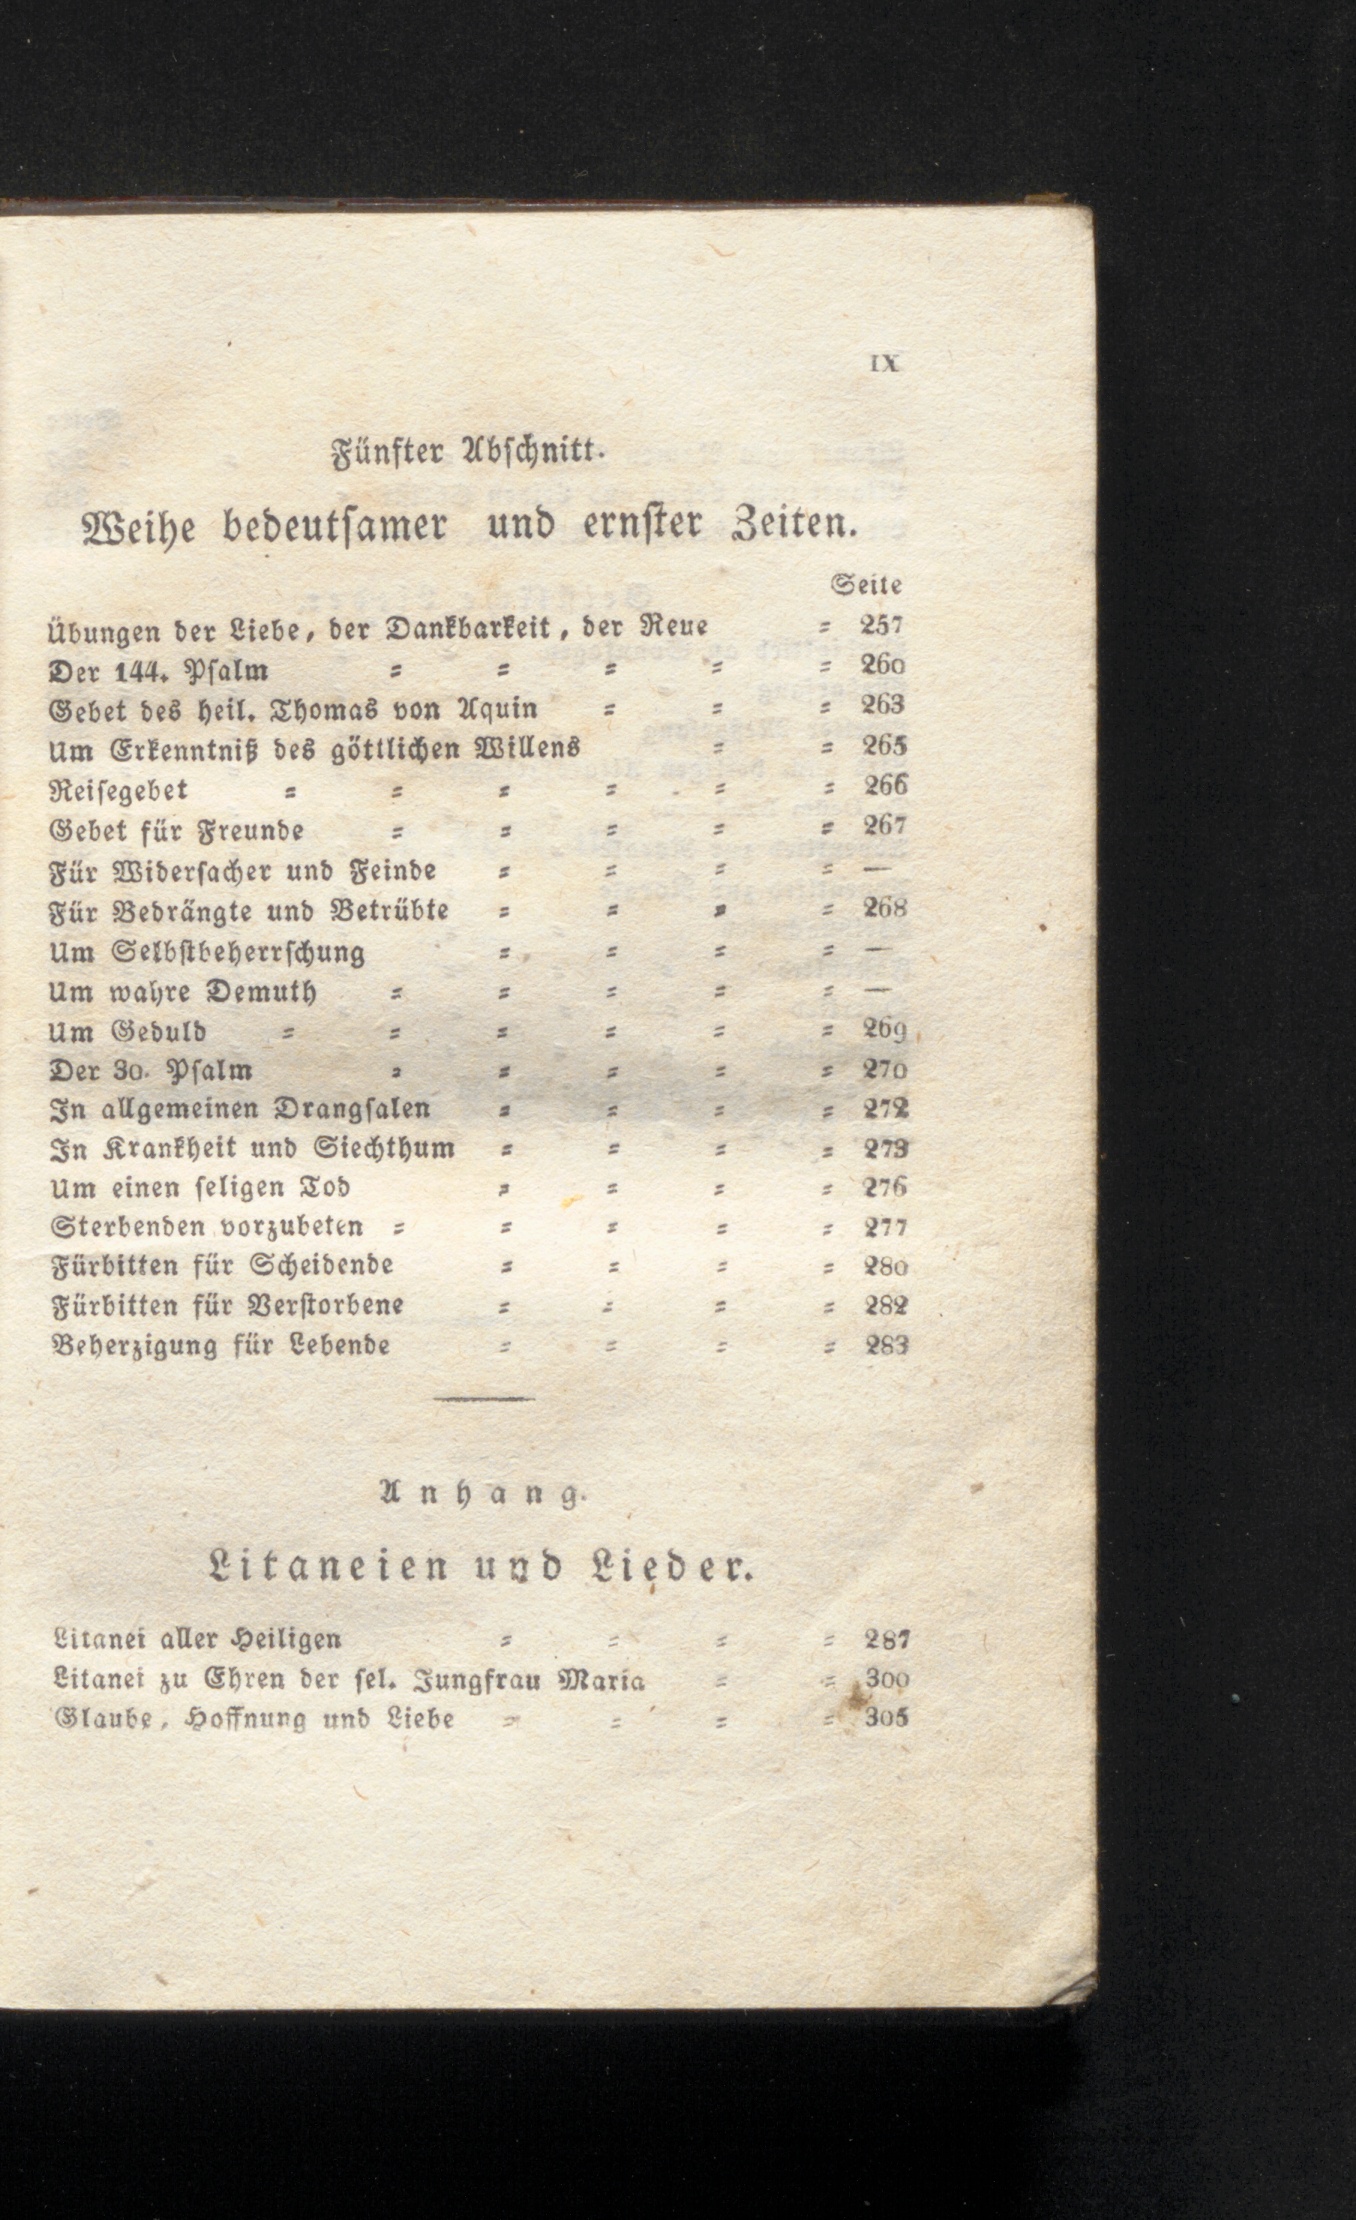 IX
Fünfter Abschnitt.
Weihe bedeutsamer und ernster Zeiten.
Seite
Übungen der Liebe, der Dankbarkeit, der Reue = 257
Der 144. Psalm = = = = = 260
Gebet des heil. Thomas von Aquin = = = 263
Um Erkenntniß des göttlichen Willens = = 265
Reisegebet = = = = = = 266
Gebet für Freunde = = = = = 267
Für Widersacher und Feinde = = = = —
Für Bedrängte und Betrübte = = = = 268
Um Selbstbeherrschung = = = = —
Um wahre Demuth = = = = = —
Um Geduld = = = = = = 269
Der 30. Psalm = = = = = 270
In allgemeinen Drangsalen = = = = 272
In Krankheit und Siechthum = = = = 273
Um einen seligen Tod = = = = 276
Sterbenden vorzubeten = = = = = 277
Fürbitten für Scheidende = = = = 280
Fürbitten für Verstorbene = = = = 282
Beherzigung für Lebende = = = = 283
Anhang.
Litaneien und Lieder.
Litanei aller Heiligen = = = = 287
Litanei zu Ehren der sel. Jungfrau Maria = = 300
Glaube, Hoffnung und Liebe = = = = 305